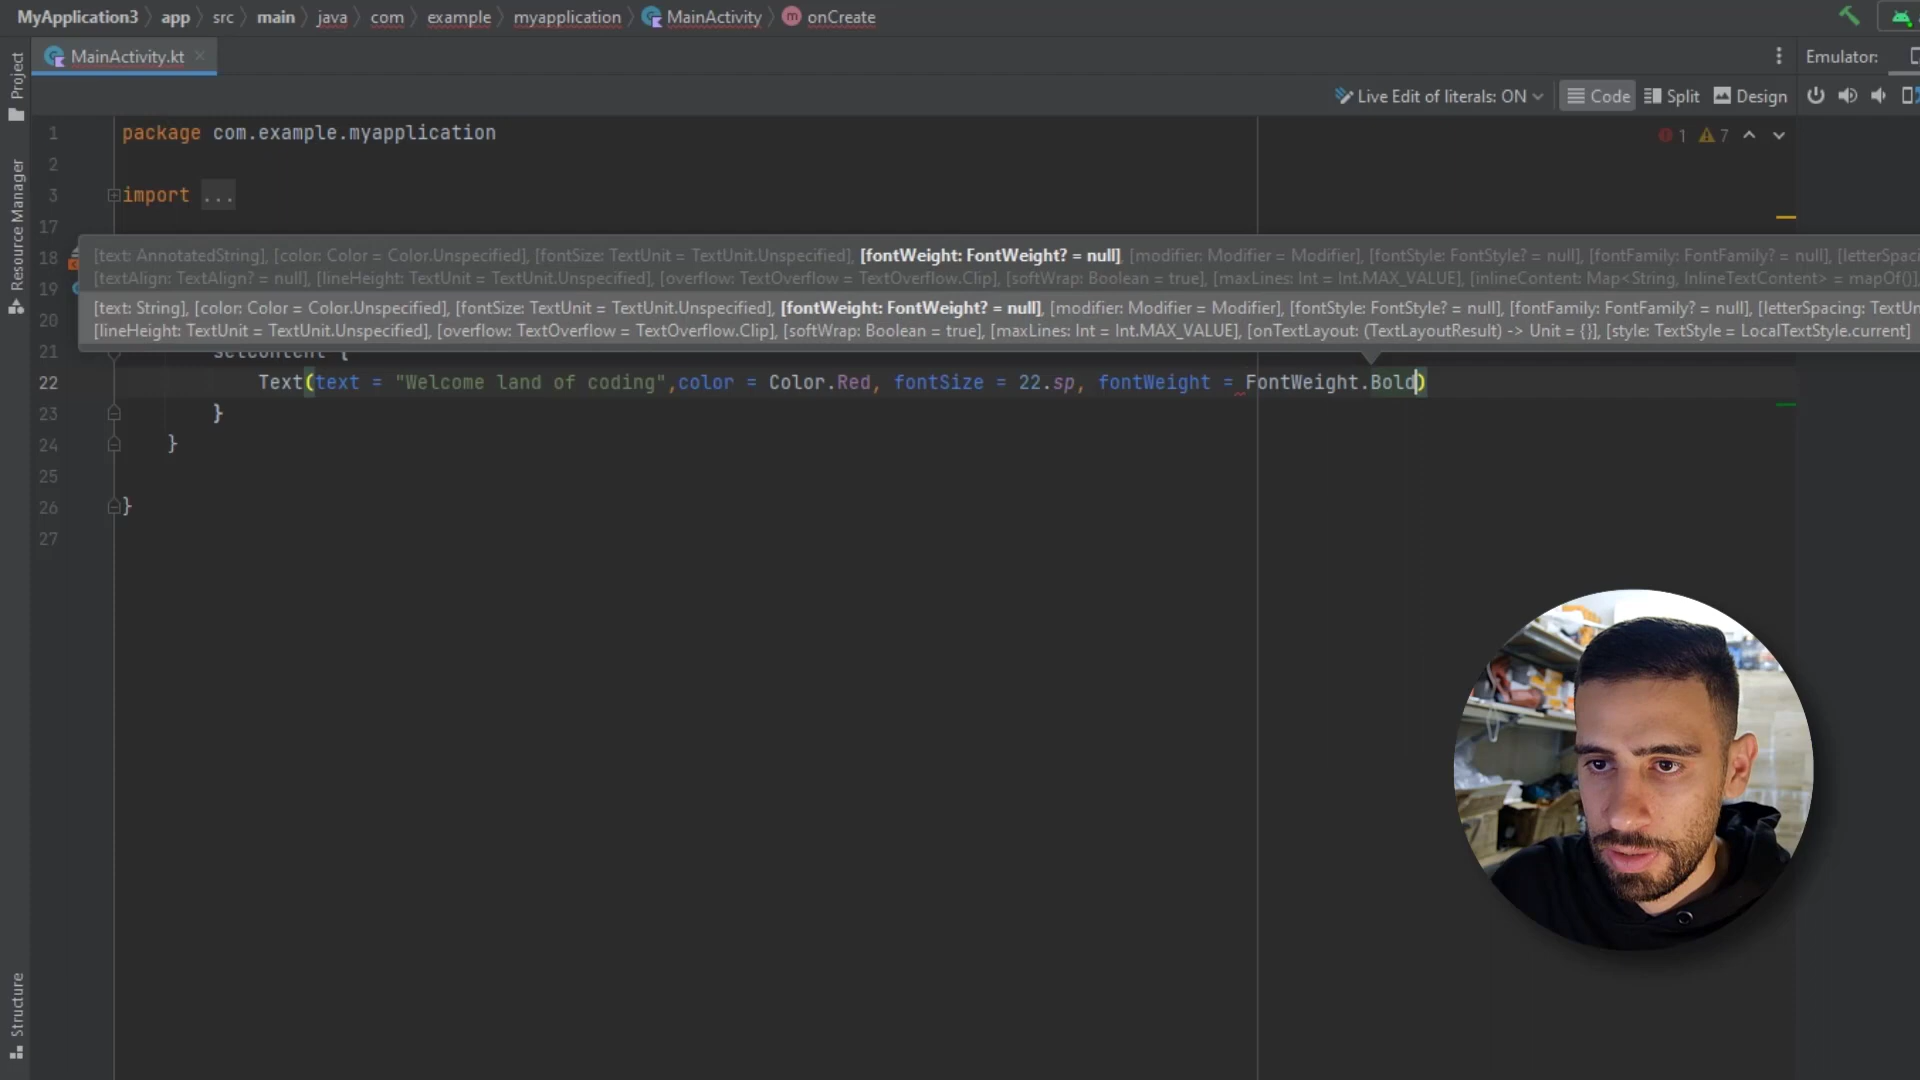 MyApplication3 app src main java com example myapplication MainActivity onCreate
MainActivity.kt
Emulator:
Live Edit of literals: ON Code Split Design
Project
Resource Manager
Structure
1 7
1 package com.example.myapplication
2
3 import ...
17
18
19
20
[text: AnnotatedString], [color: Color = Color.Unspecified], [fontSize: TextUnit = TextUnit.Unspecified], [fontWeight: FontWeight? = null], [modifier: Modifier = Modifier], [fontStyle: FontStyle? = null], [fontFamily: FontFamily? = null], [letterSpac
[textAlign: TextAlign? = null], [lineHeight: TextUnit = TextUnit.Unspecified], [overflow: TextOverflow = TextOverflow.Clip], [softWrap: Boolean = true], [maxLines: Int = Int.MAX_VALUE], [inlineContent: Map<String, InlineTextContent> = mapOf()],
[text: String], [color: Color = Color.Unspecified], [fontSize: TextUnit = TextUnit.Unspecified], [fontWeight: FontWeight? = null], [modifier: Modifier = Modifier], [fontStyle: FontStyle? = null], [fontFamily: FontFamily? = null], [letterSpacing: TextUn
[lineHeight: TextUnit = TextUnit.Unspecified], [overflow: TextOverflow = TextOverflow.Clip], [softWrap: Boolean = true], [maxLines: Int = Int.MAX_VALUE], [onTextLayout: (TextLayoutResult) -> Unit = {}], [style: TextStyle = LocalTextStyle.current]
21 setContent {
22 Text(text = "Welcome land of coding",color = Color.Red, fontSize = 22.sp, fontWeight = FontWeight.Bold)
23 }
24 }
25
26 }
27